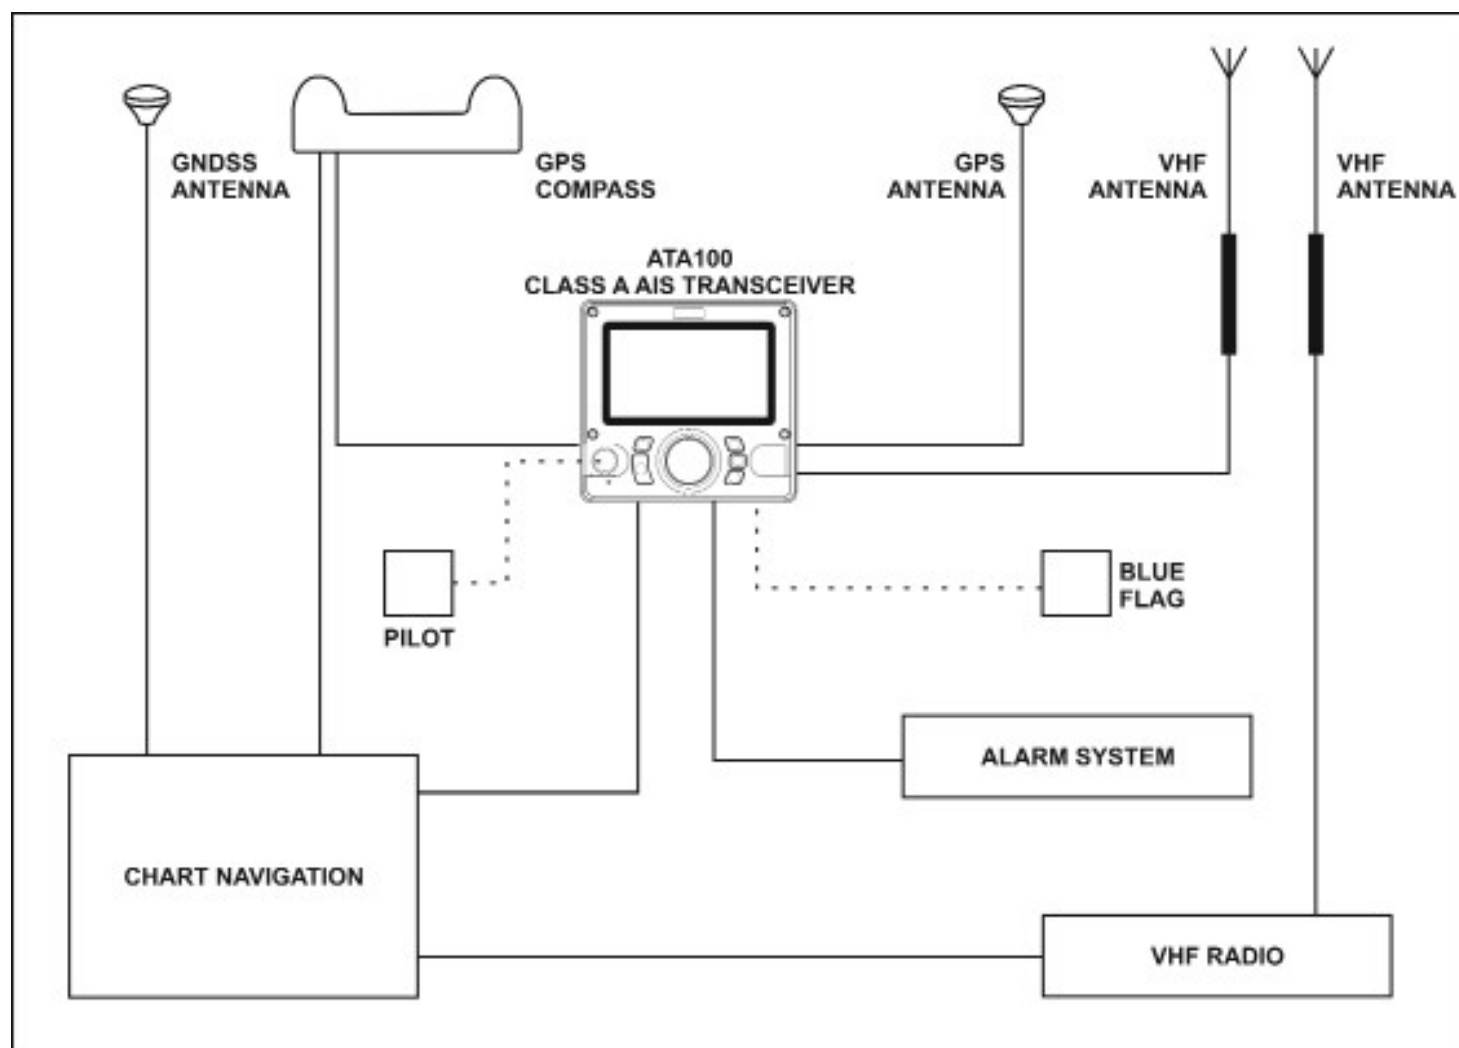 GNDSS
ANTENNA
GPS
COMPASS
GPS
ANTENNA
VHF
ANTENNA
VHF
ANTENNA
ATA100
CLASS A AIS TRANSCEIVER
PILOT
BLUE
FLAG
ALARM SYSTEM
CHART NAVIGATION
VHF RADIO